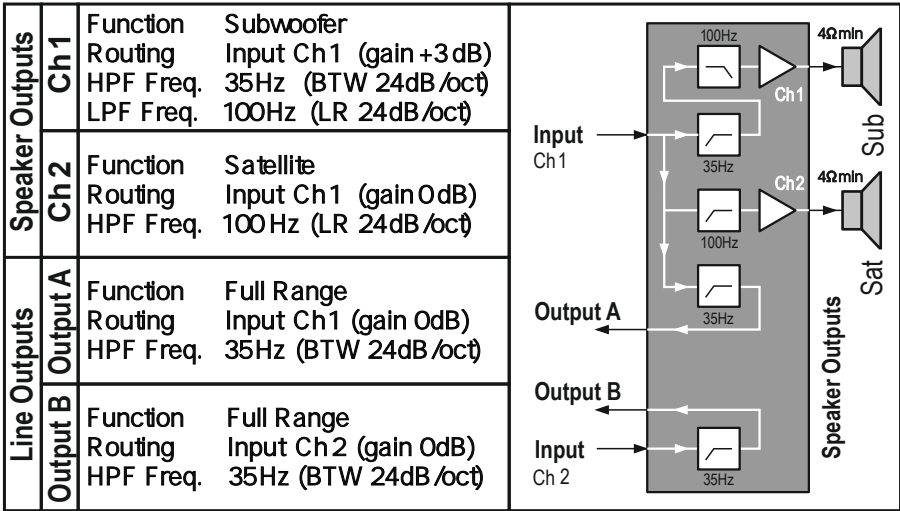 Speaker Outputs
Ch1
Function Subwoofer
Routing Input Ch1 (gain +3 dB)
HPF Freq. 35Hz (BTW 24dB/oct)
LPF Freq. 100Hz (LR 24dB/oct)
Ch2
Function Satellite
Routing Input Ch1 (gain 0dB)
HPF Freq. 100Hz (LR 24dB/oct)
Line Outputs
Output A
Function Full Range
Routing Input Ch1 (gain 0dB)
HPF Freq. 35Hz (BTW 24dB/oct)
Output B
Function Full Range
Routing Input Ch2 (gain 0dB)
HPF Freq. 35Hz (BTW 24dB/oct)
100Hz
Ch1
4Ωmin
Sub
Input
Ch1
35Hz
Ch2
4Ωmin
Sat
100Hz
Output A
35Hz
Output B
Input
Ch 2
35Hz
Speaker Outputs